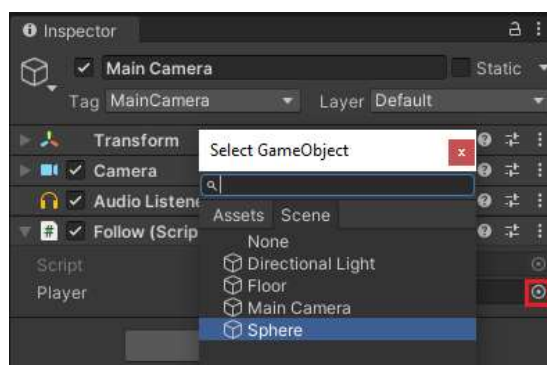 Inspector
Main Camera
Static
Tag MainCamera Layer Default
Transform
Select GameObject
x
Camera
Audio Listene
Assets Scene
Follow (Scrip
None
Directional Light
Script
Floor
Player
Main Camera
Sphere